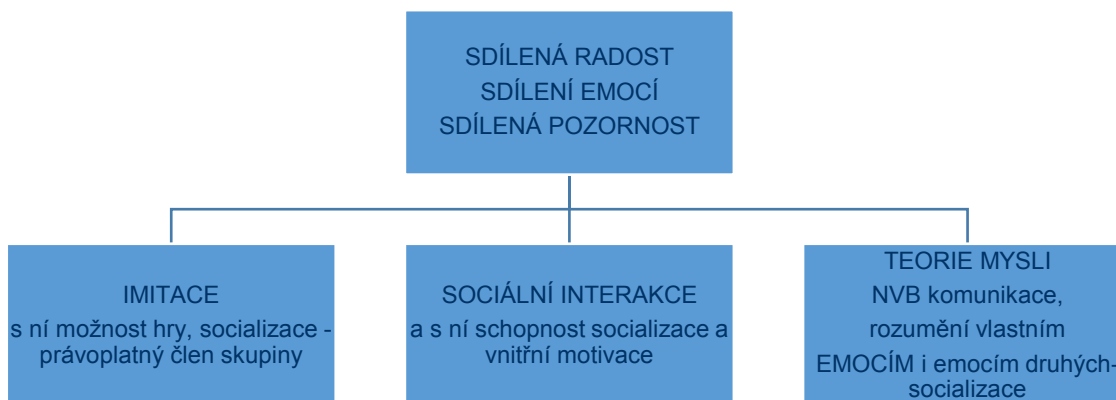 SDÍLENÁ RADOST
SDÍLENÍ EMOCÍ
SDÍLENÁ POZORNOST
IMITACE
s ní možnost hry, socializace -
právoplatný člen skupiny
SOCIÁLNÍ INTERAKCE
a s ní schopnost socializace a
vnitřní motivace
TEORIE MYSLI
NVB komunikace,
rozumění vlastním
EMOCÍM i emocím druhých-
socializace